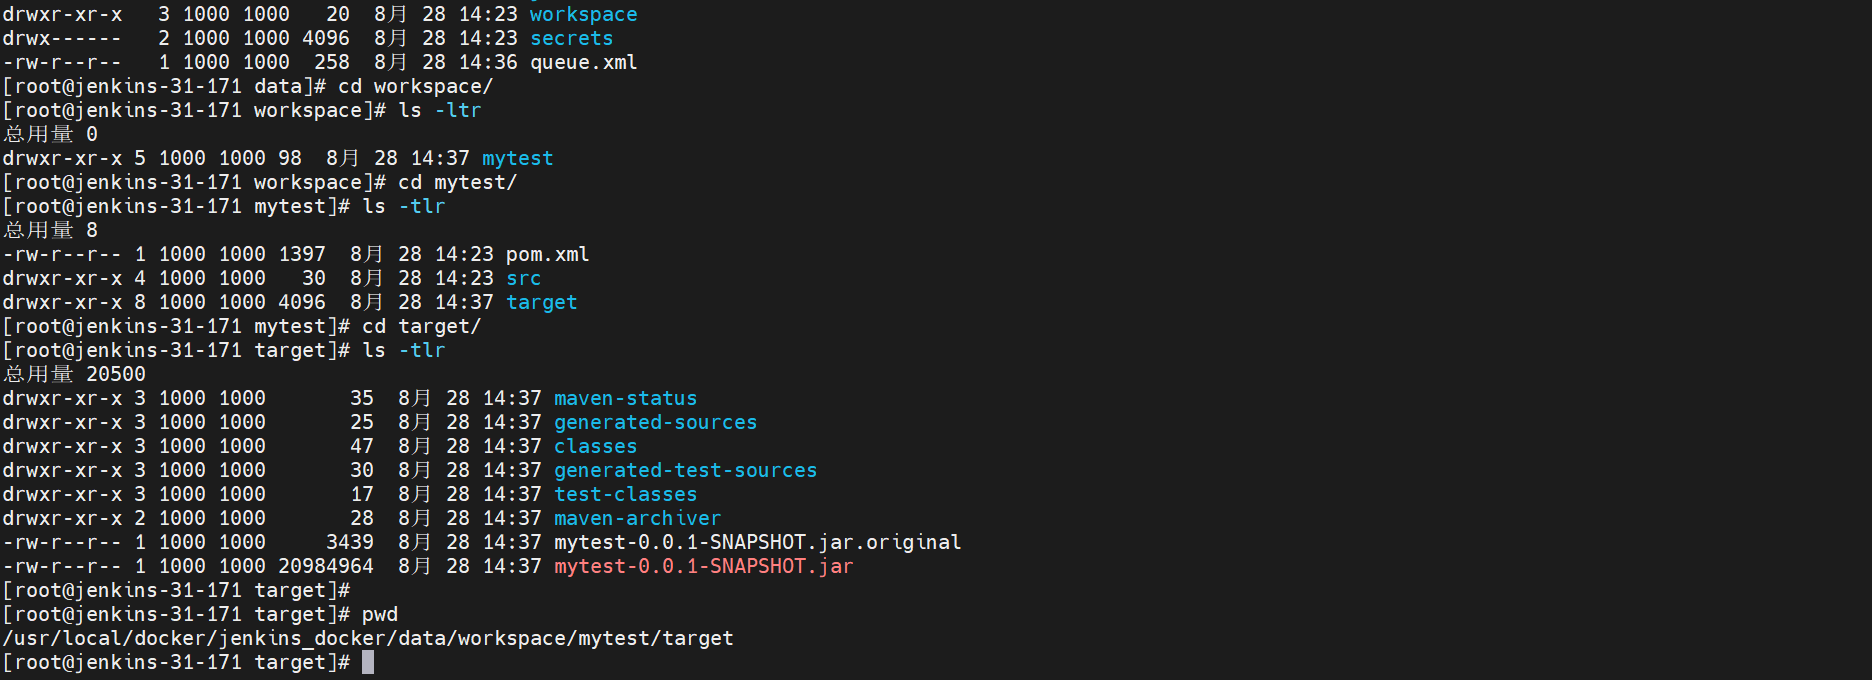 drwxr-xr-x   3 1000 1000   20  8月 28 14:23 workspace
drwx------   2 1000 1000 4096  8月 28 14:23 secrets
-rw-r--r--   1 1000 1000  258  8月 28 14:36 queue.xml
[root@jenkins-31-171 data]# cd workspace/
[root@jenkins-31-171 workspace]# ls -ltr
总用量 0
drwxr-xr-x 5 1000 1000 98  8月 28 14:37 mytest
[root@jenkins-31-171 workspace]# cd mytest/
[root@jenkins-31-171 mytest]# ls -tlr
总用量 8
-rw-r--r-- 1 1000 1000 1397  8月 28 14:23 pom.xml
drwxr-xr-x 4 1000 1000   30  8月 28 14:23 src
drwxr-xr-x 8 1000 1000 4096  8月 28 14:37 target
[root@jenkins-31-171 mytest]# cd target/
[root@jenkins-31-171 target]# ls -tlr
总用量 20500
drwxr-xr-x 3 1000 1000       35  8月 28 14:37 maven-status
drwxr-xr-x 3 1000 1000       25  8月 28 14:37 generated-sources
drwxr-xr-x 3 1000 1000       47  8月 28 14:37 classes
drwxr-xr-x 3 1000 1000       30  8月 28 14:37 generated-test-sources
drwxr-xr-x 3 1000 1000       17  8月 28 14:37 test-classes
drwxr-xr-x 2 1000 1000       28  8月 28 14:37 maven-archiver
-rw-r--r-- 1 1000 1000     3439  8月 28 14:37 mytest-0.0.1-SNAPSHOT.jar.original
-rw-r--r-- 1 1000 1000 20984964  8月 28 14:37 mytest-0.0.1-SNAPSHOT.jar
[root@jenkins-31-171 target]#
[root@jenkins-31-171 target]# pwd
/usr/local/docker/jenkins_docker/data/workspace/mytest/target
[root@jenkins-31-171 target]#